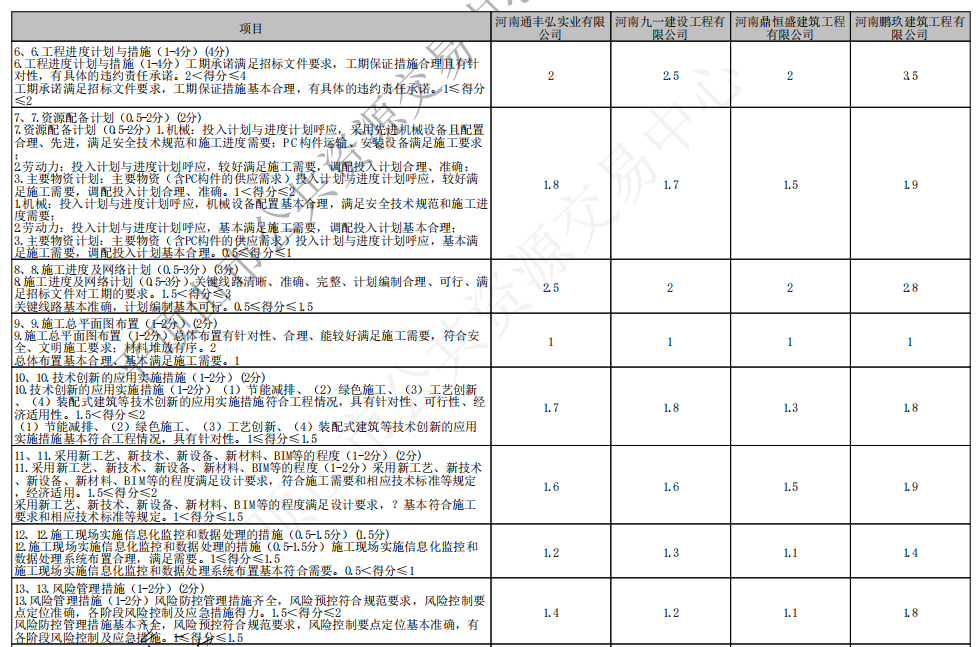 项目
河南通丰弘实业有限公司
河南九一建设工程有限公司
河南鼎恒盛建筑工程有限公司
河南鹏玖建筑工程有限公司
6、6.工程进度计划与措施（1-4分）(4分)
6.工程进度计划与措施（1-4分）工期承诺满足招标文件要求，工期保证措施合理且有针
对性，有具体的违约责任承诺。2<得分≤4
工期承诺满足招标文件要求，工期保证措施基本合理，有具体的违约责任承诺。1≤得分
≤2
2
2.5
2
3.5
7、7.资源配备计划（0.5-2分）(2分)
7.资源配备计划（0.5-2分）1.机械：投入计划与进度计划呼应，采用先进机械设备且配置
合理、先进，满足安全技术规范和施工进度需要；PC构件运输、安装设备满足施工要求
；
2.劳动力：投入计划与进度计划呼应，较好满足施工需要，调配投入计划合理、准确；
3.主要物资计划：主要物资（含PC构件的供应需求）投入计划与进度计划呼应，较好满
足施工需要，调配投入计划合理、准确。1<得分≤2
1.机械：投入计划与进度计划呼应，机械设备配置基本合理，满足安全技术规范和施工进
度需要；
2.劳动力：投入计划与进度计划呼应，基本满足施工需要，调配投入计划基本合理；
3.主要物资计划：主要物资（含PC构件的供应需求）投入计划与进度计划呼应，基本满
足施工需要，调配投入计划基本合理。0.5≤得分≤1
1.8
1.7
1.5
1.9
8、8.施工进度及网络计划（0.5-3分）(3分)
8.施工进度及网络计划（0.5-3分）关键线路清晰、准确、完整、计划编制合理、可行、满
足招标文件对工期的要求。1.5<得分≤3
关键线路基本准确，计划编制基本可行。0.5≤得分≤1.5
2.5
2
2
2.8
9、9.施工总平面图布置（1-2分）(2分)
9.施工总平面图布置（1-2分）总体布置有针对性、合理、能较好满足施工需要，符合安
全、文明施工要求；材料堆放有序。2
总体布置基本合理、基本满足施工需要。1
1
1
1
1
10、10.技术创新的应用实施措施（1-2分）(2分)
10.技术创新的应用实施措施（1-2分）（1）节能减排、（2）绿色施工、（3）工艺创新
、（4）装配式建筑等技术创新的应用实施措施符合工程情况，具有针对性、可行性、经
济适用性。1.5<得分≤2
（1）节能减排、（2）绿色施工、（3）工艺创新、（4）装配式建筑等技术创新的应用
实施措施基本符合工程情况，具有针对性。1≤得分≤1.5
1.7
1.8
1.3
1.8
11、11.采用新工艺、新技术、新设备、新材料、BIM等的程度（1-2分）(2分)
11.采用新工艺、新技术、新设备、新材料、BIM等的程度（1-2分）采用新工艺、新技术
、新设备、新材料、BIM等的程度满足设计要求，符合施工需要和相应技术标准等规定
，经济适用。1.5≤得分≤2
采用新工艺、新技术、新设备、新材料、BIM等的程度满足设计要求，？基本符合施工
要求和相应技术标准等规定。1<得分≤1.5
1.6
1.6
1.5
1.9
12、12.施工现场实施信息化监控和数据处理的措施（0.5-1.5分）(1.5分)
12.施工现场实施信息化监控和数据处理的措施（0.5-1.5分）施工现场实施信息化监控和
数据处理系统布置合理，满足需要。1≤得分≤1.5
施工现场实施信息化监控和数据处理系统布置基本符合需要。0.5<得分≤1
1.2
1.3
1.1
1.4
13、13.风险管理措施（1-2分）(2分)
13.风险管理措施（1-2分）风险防控管理措施齐全，风险预控符合规范要求，风险控制要
点定位准确，各阶段风险控制及应急措施得力。1.5<得分≤2
风险防控管理措施基本齐全，风险预控符合规范要求，风险控制要点定位基本准确，有
各阶段风险控制及应急措施。1≤得分≤1.5
1.4
1.2
1.1
1.8